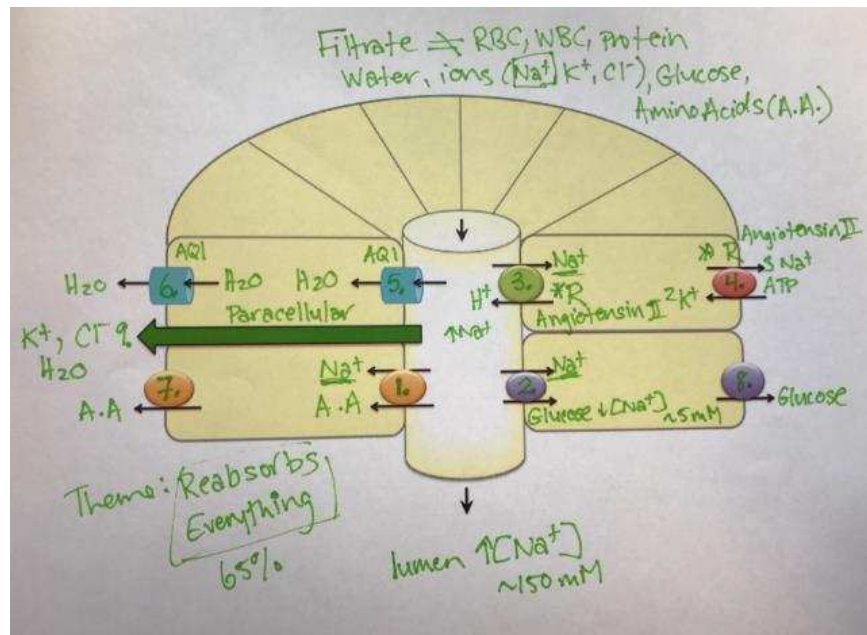 Filtrate ≠ RBC, WBC, Protein
Water, ions (Na⁺, K⁺, Cl⁻), Glucose,
Amino Acids (A.A.)
AQ1
H₂O
6.
H₂O
AQ1
H₂O
5.
3.
Na⁺
H⁺
*R
Angiotensin II
*R
Angiotensin II
4.
3 Na⁺
2K⁺
ATP
Paracellular
K⁺, Cl⁻ &
H₂O
↑Na⁺
7.
A.A
Na⁺
A.A
1.
2.
Na⁺
Glucose ↓[Na⁺]
~5mM
8.
Glucose
Theme: Reabsorbs
Everything
65%
lumen ↑[Na⁺]
~150 mM